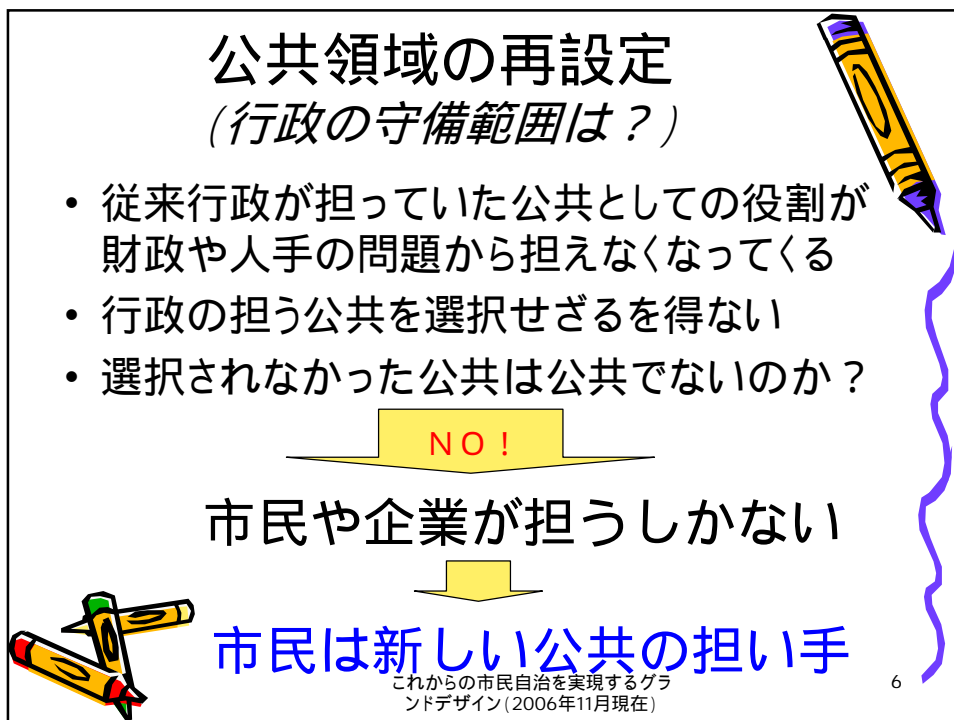 公共領域の再設定
(行政の守備範囲は？)
• 従来行政が担っていた公共としての役割が
財政や人手の問題から担えなくなってくる
• 行政の担う公共を選択せざるを得ない
• 選択されなかった公共は公共でないのか？
ＮＯ！
市民や企業が担うしかない
市民は新しい公共の担い手
これからの市民自治を実現するグラ
ンドデザイン(2006年11月現在)
6